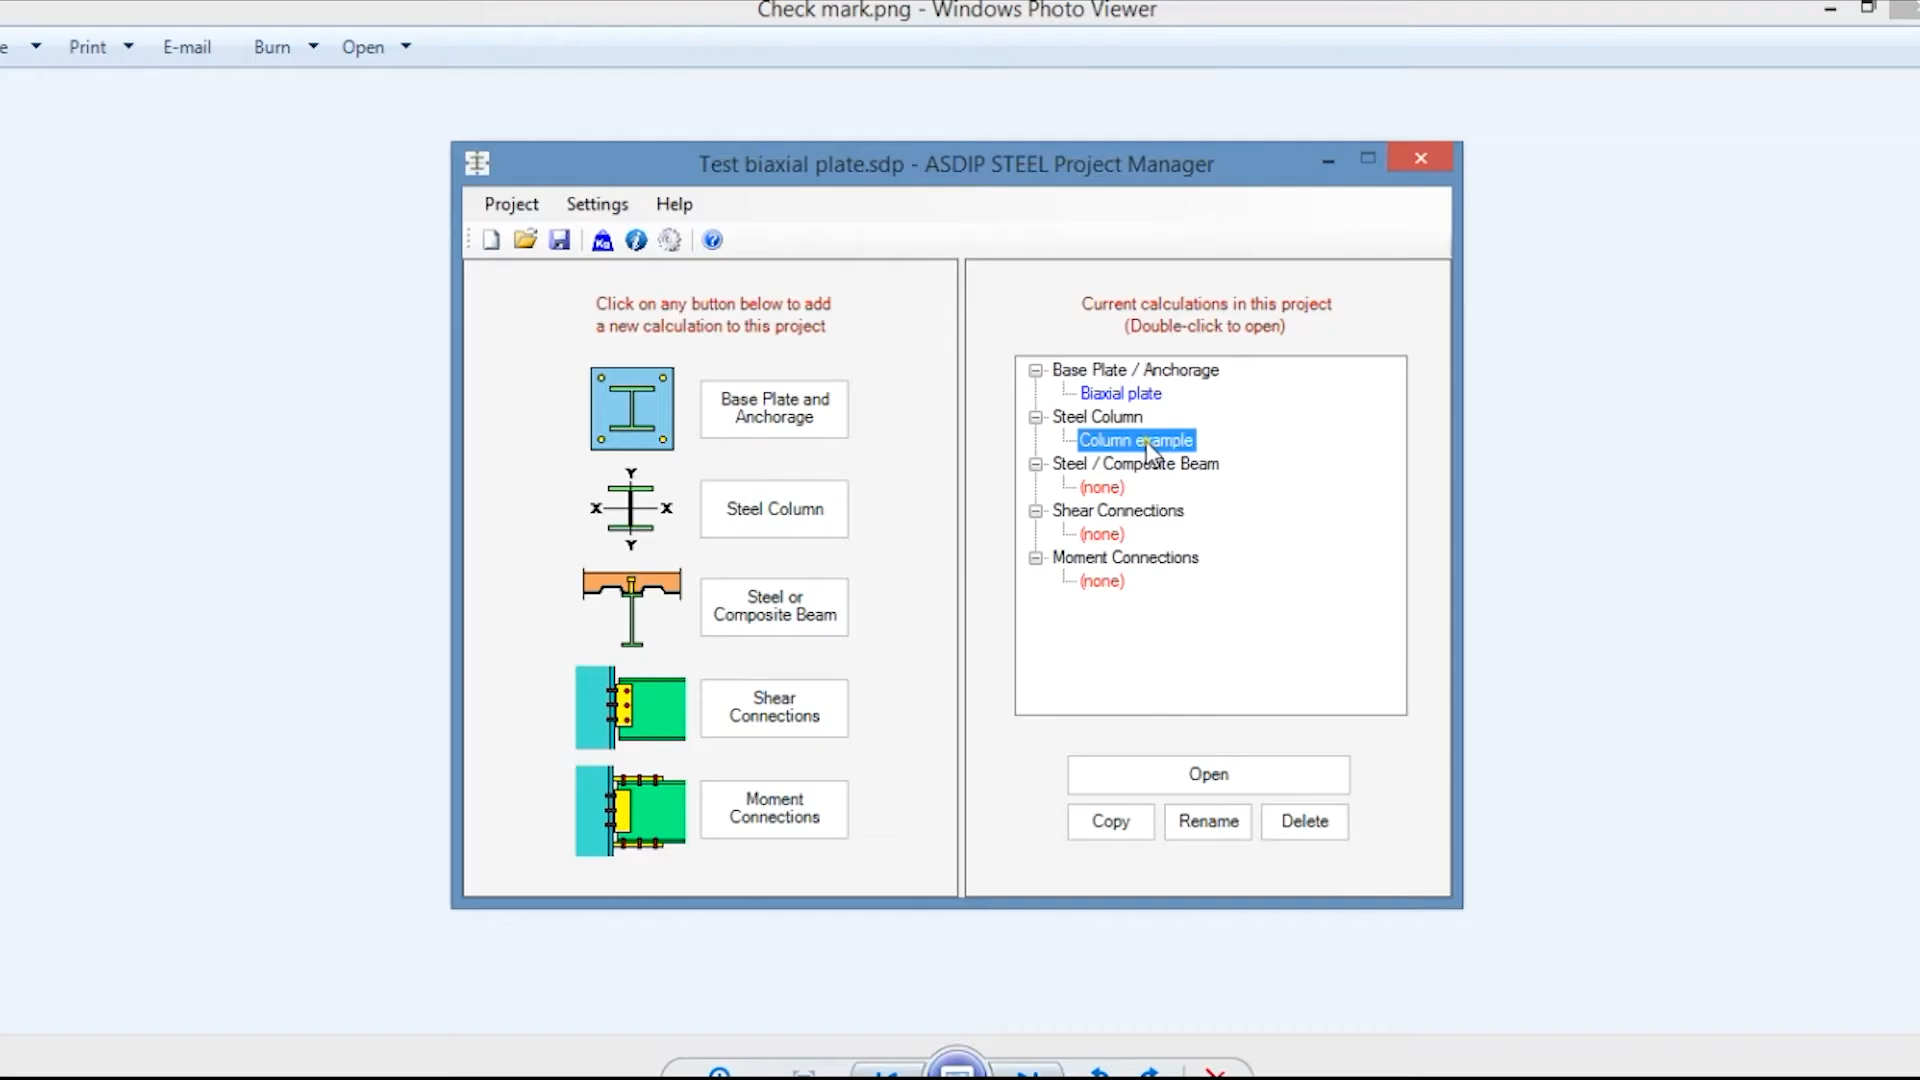 Check mark.png - Windows Photo Viewer
e Print E-mail Burn Open
Test biaxial plate.sdp - ASDIP STEEL Project Manager
Project Settings Help
Kg
Click on any button below to add
a new calculation to this project
Base Plate and
Anchorage
Y
X X
Y
Steel Column
Steel or
Composite Beam
Shear
Connections
Moment
Connections
Current calculations in this project
(Double-click to open)
Base Plate / Anchorage
Biaxial plate
Steel Column
Column example
Steel / Composite Beam
(none)
Shear Connections
(none)
Moment Connections
(none)
Open
Copy Rename Delete